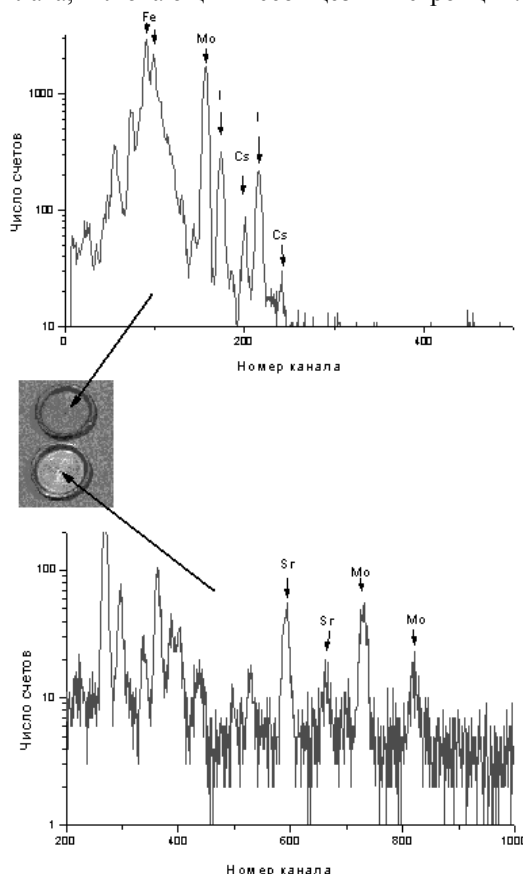 Fe
Mo
I
I
Cs
Cs
1000
100
10
Число счетов
0
200
400
Номер канала
Sr
Mo
Sr
Mo
100
10
1
Число счетов
200
400
600
800
1000
Номер канала